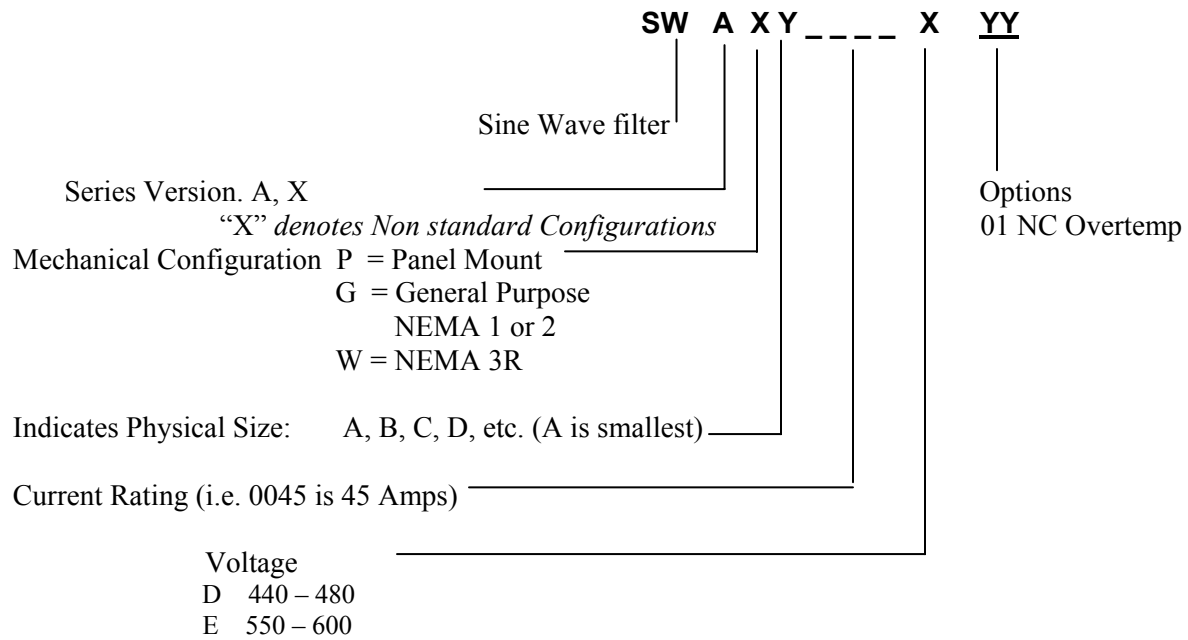 SW A X Y _ _ _ _ X YY
Sine Wave filter
Series Version. A, X
“X” denotes Non standard Configurations
Options
01 NC Overtemp
Mechanical Configuration P = Panel Mount
G = General Purpose
NEMA 1 or 2
W = NEMA 3R
Indicates Physical Size: A, B, C, D, etc. (A is smallest)
Current Rating (i.e. 0045 is 45 Amps)
Voltage
D 440 – 480
E 550 – 600